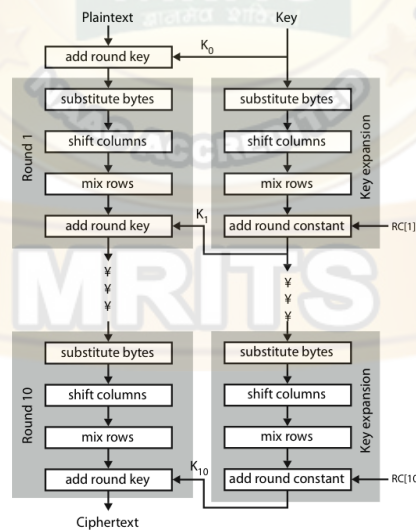 Plaintext Key
K0
add round key
substitute bytes substitute bytes
shift columns shift columns
mix rows mix rows
K1
add round key add round constant RC[1]
Round 1
Key expansion
¥ ¥
¥ ¥
¥ ¥
MRITS
NAAC ACCREDITED
substitute bytes substitute bytes
shift columns shift columns
mix rows mix rows
K10
add round key add round constant RC[10
Round 10
Key expansion
Ciphertext